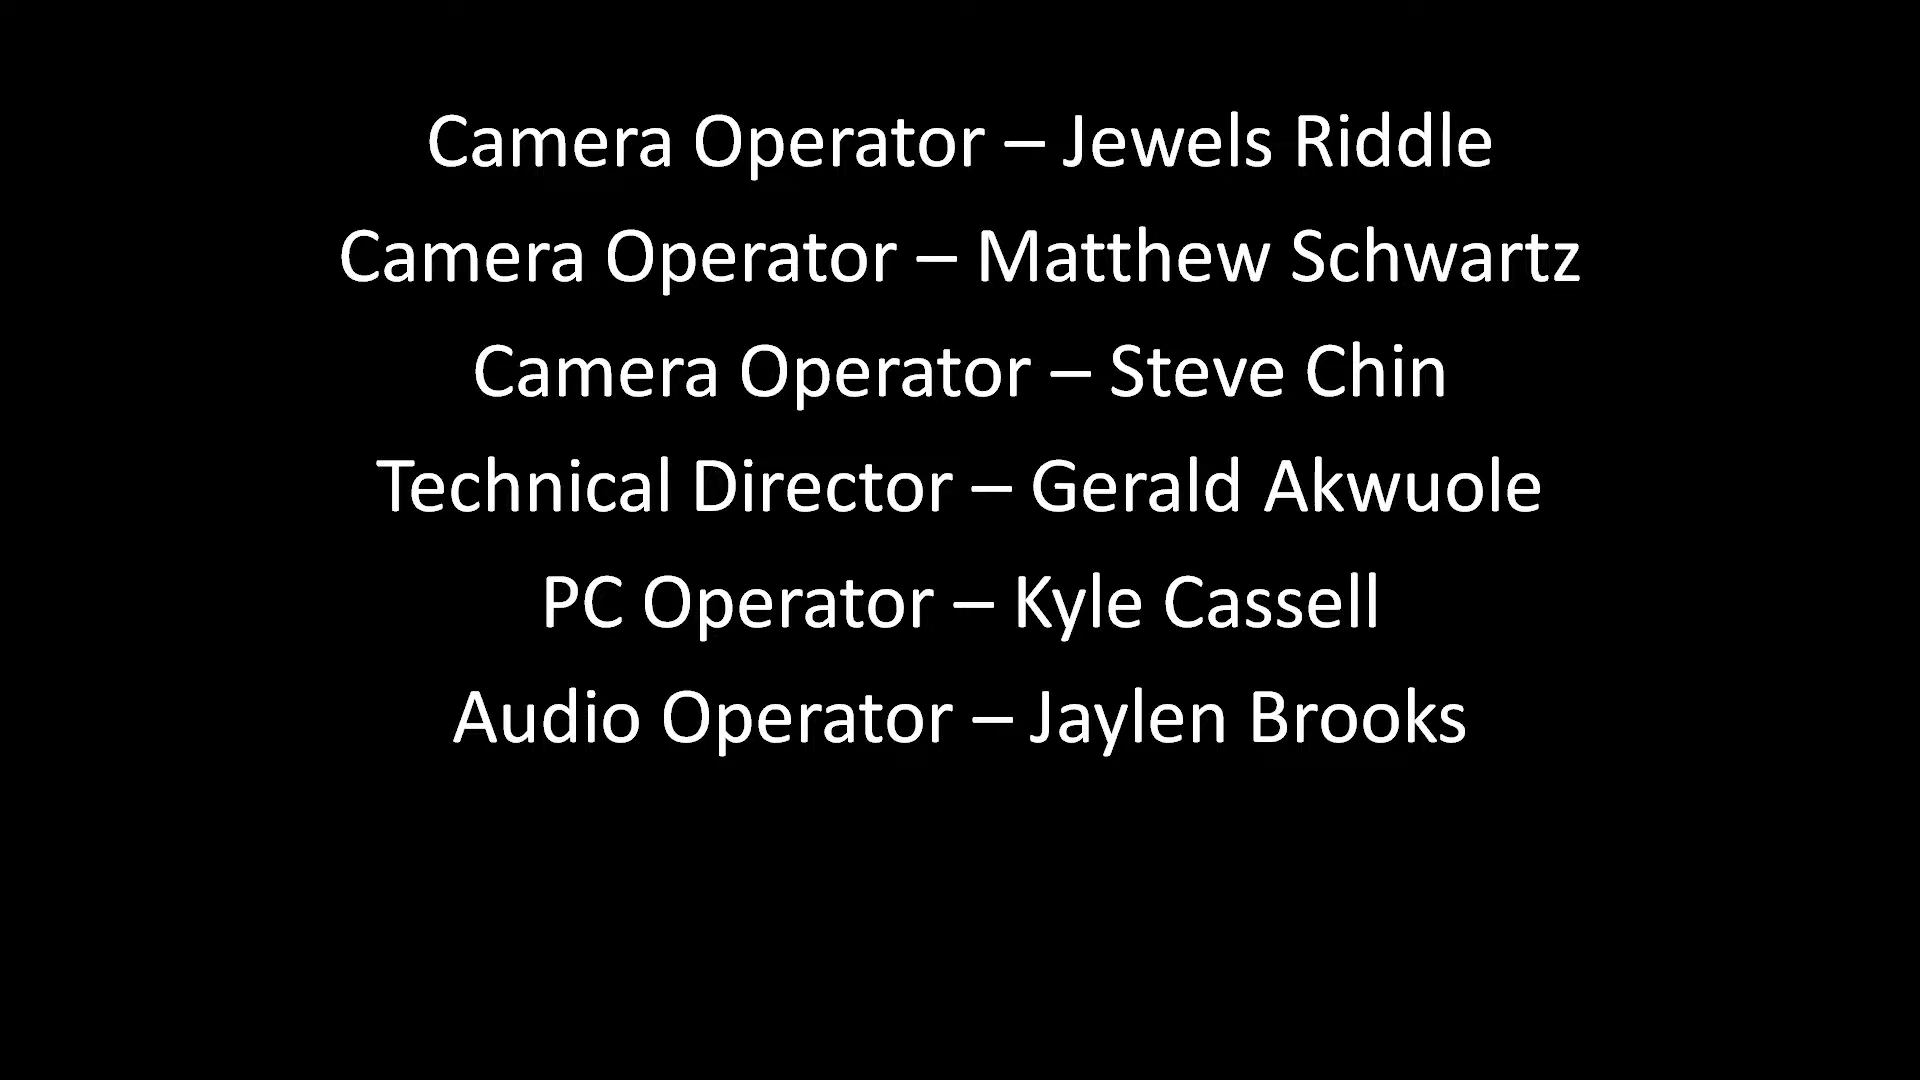 Camera Operator – Jewels Riddle
Camera Operator – Matthew Schwartz
Camera Operator – Steve Chin
Technical Director – Gerald Akwuole
PC Operator – Kyle Cassell
Audio Operator – Jaylen Brooks